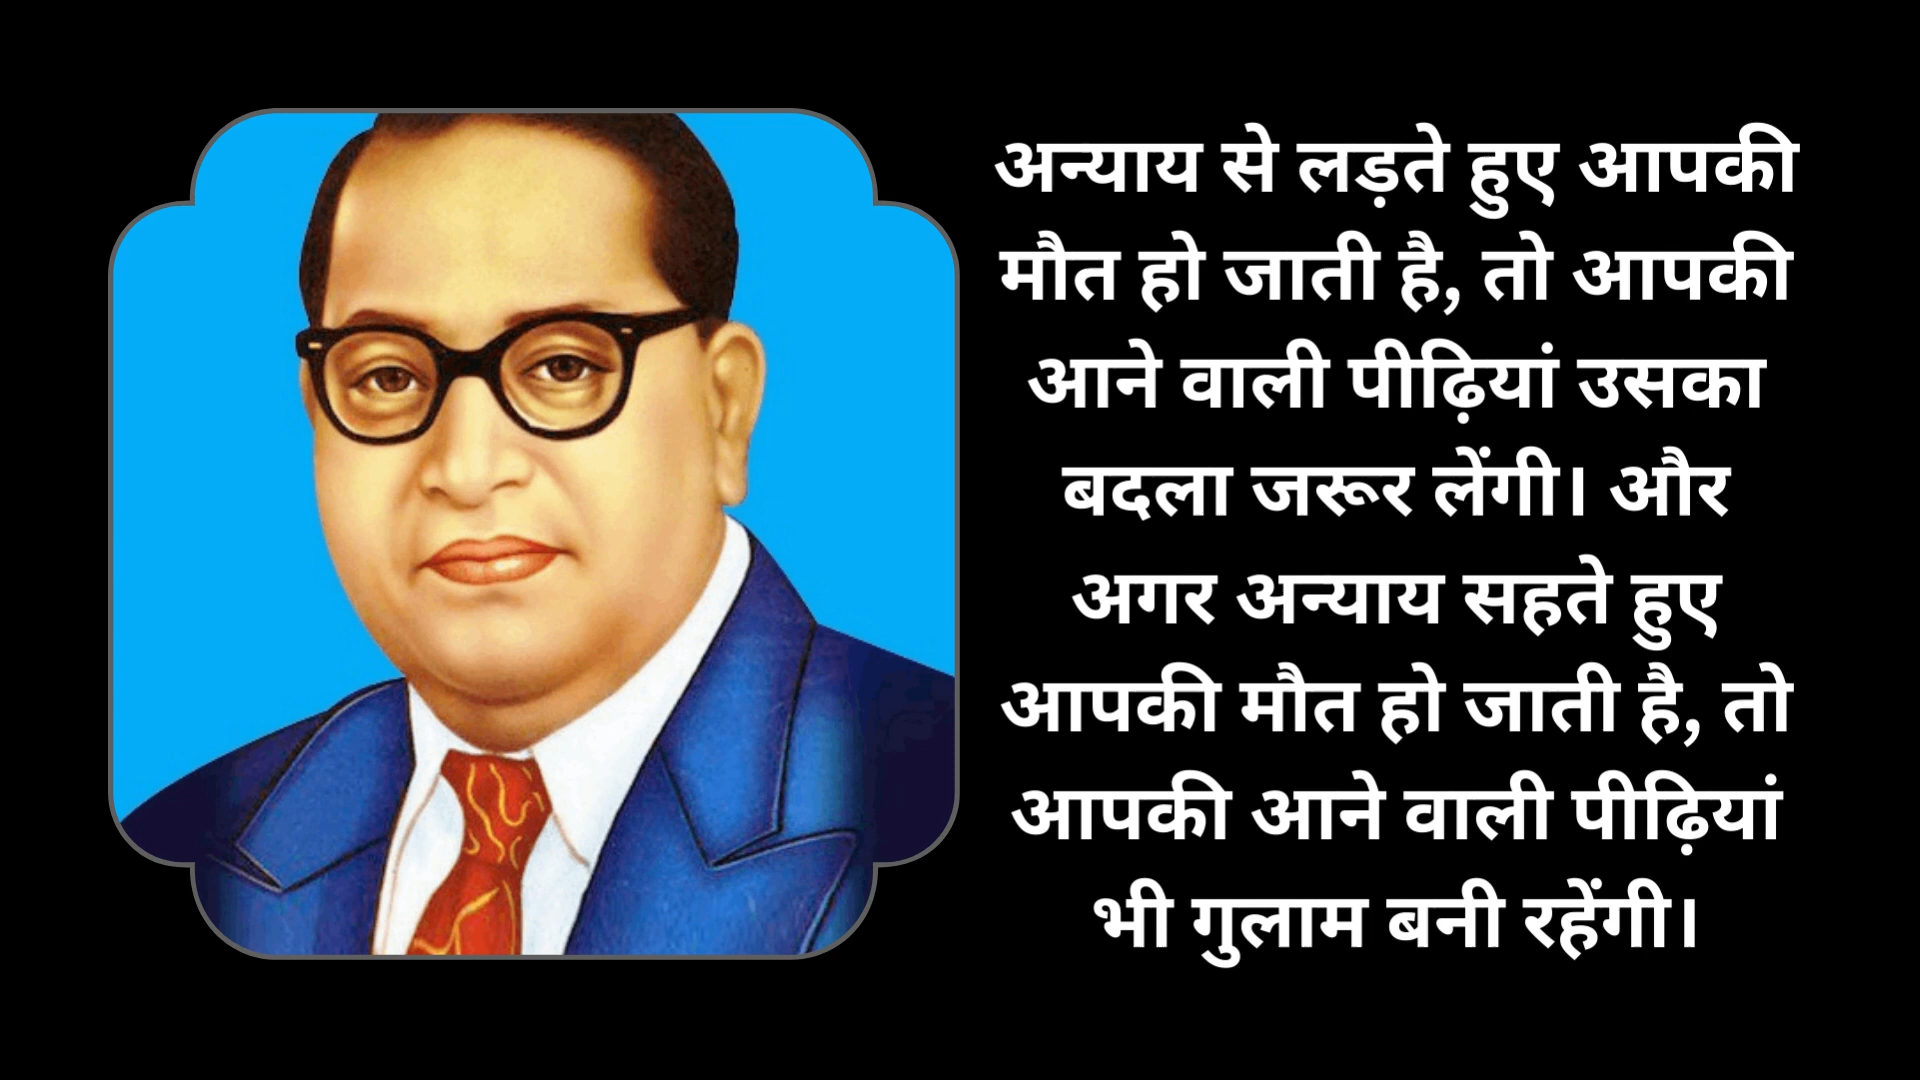 अन्याय से लड़ते हुए आपकी
मौत हो जाती है, तो आपकी
आने वाली पीढ़ियां उसका
बदला जरूर लेंगी। और
अगर अन्याय सहते हुए
आपकी मौत हो जाती है, तो
आपकी आने वाली पीढ़ियां
भी गुलाम बनी रहेंगी।